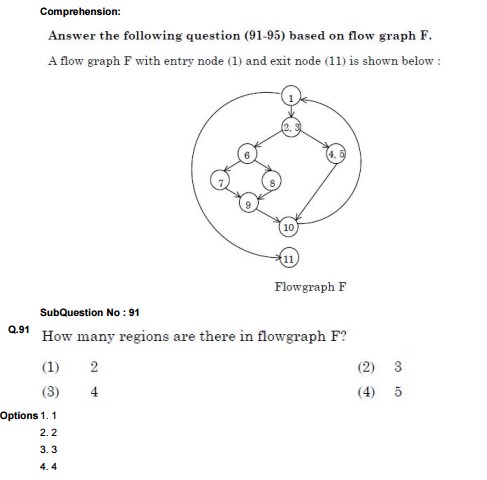 Comprehension:
Answer the following question (91-95) based on flow graph F.
A flow graph F with entry node (1) and exit node (11) is shown below :
1
2, 3
6
4, 5
7
8
9
10
11
Flowgraph F
SubQuestion No : 91
Q.91 How many regions are there in flowgraph F?
(1) 2 (2) 3
(3) 4 (4) 5
Options 1. 1
2. 2
3. 3
4. 4